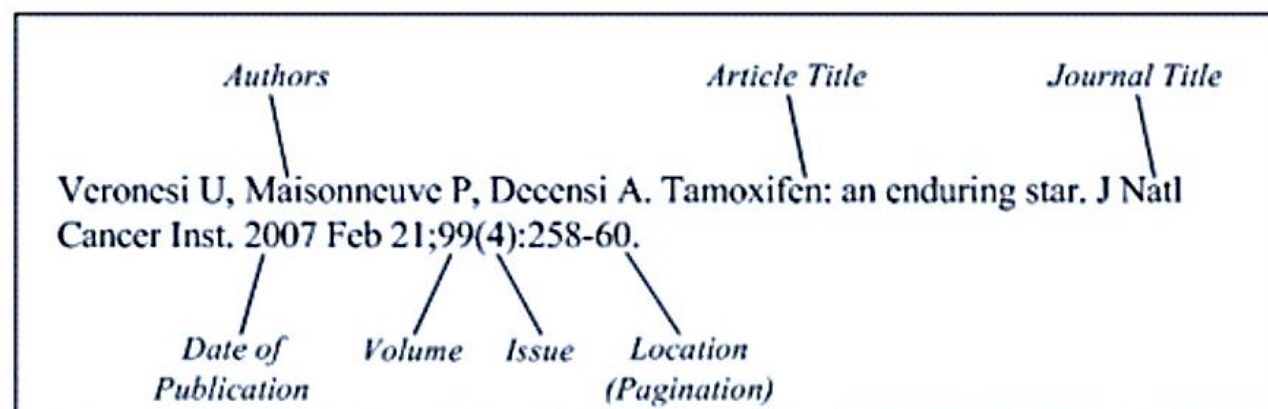 Authors Article Title Journal Title
Veronesi U, Maisonneuve P, Decensi A. Tamoxifen: an enduring star. J Natl
Cancer Inst. 2007 Feb 21;99(4):258-60.
Date of Volume Issue Location
Publication (Pagination)